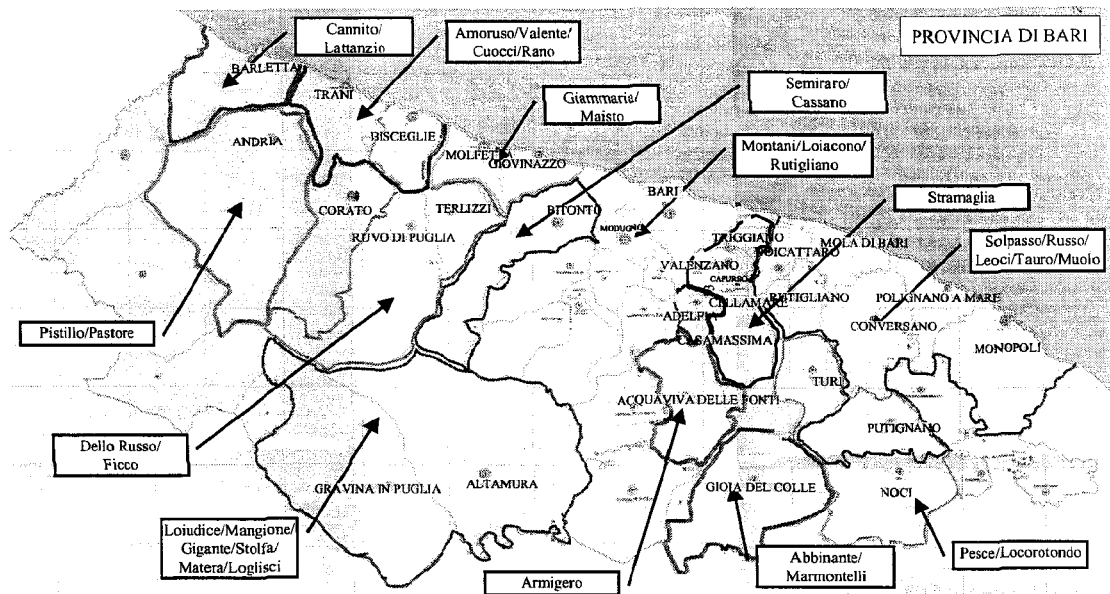 PROVINCIA DI BARI
Cannito/
Lattanzio
Amoruso/Valente/
Cuocci/Rano
Semiraro/
Cassano
Giammaria/
Maisto
Montani/Loiacono/
Rutigliano
Stramaglia
Solpasso/Russo/
Leoci/Tauro/Muolo
Pistillo/Pastore
Dello Russo/
Ficco
Loiudice/Mangione/
Gigante/Stolfa/
Matera/Loglisci
Armigero
Abbinante/
Marmontelli
Pesce/Locorotondo
BARLETTA
TRANI
BISCEGLIE
ANDRIA
MOLFET
GIOVINAZZO
CORATO
TERLIZZI
BITONTO
BARI
MODUGNO
RUVO DI PUGLIA
TRIGGIANO
NOICATTARO
MOLA DI BARI
VALENZANO
CAPURSO
CELLAMARE
RUTIGLIANO
POLIGNANO A MARE
ADELFIA
CASAMASSIMA
CONVERSANO
MONOPOLI
TURI
ACQUAVIVA DELLE FONTI
PUTIGNANO
GRAVINA IN PUGLIA
ALTAMURA
GIOIA DEL COLLE
NOCI